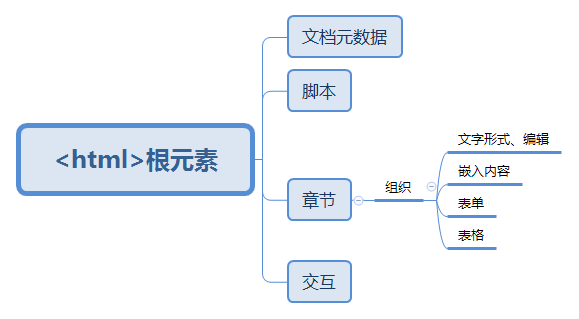 <html>根元素
文档元数据
脚本
章节
组织
文字形式、编辑
嵌入内容
表单
表格
交互